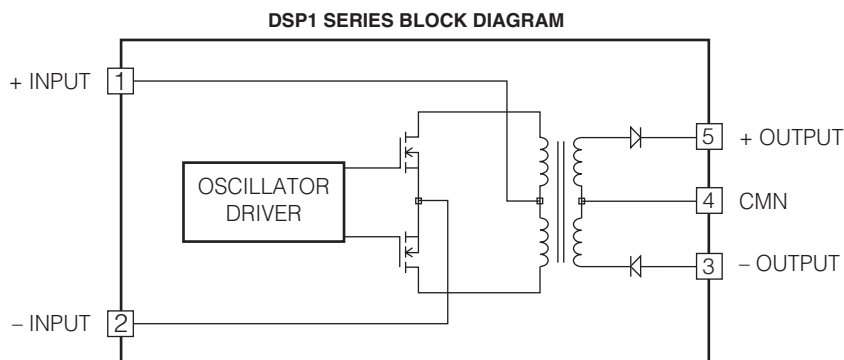 DSP1 SERIES BLOCK DIAGRAM
+ INPUT
1
5
+ OUTPUT
OSCILLATOR
DRIVER
4
CMN
3
– OUTPUT
– INPUT
2